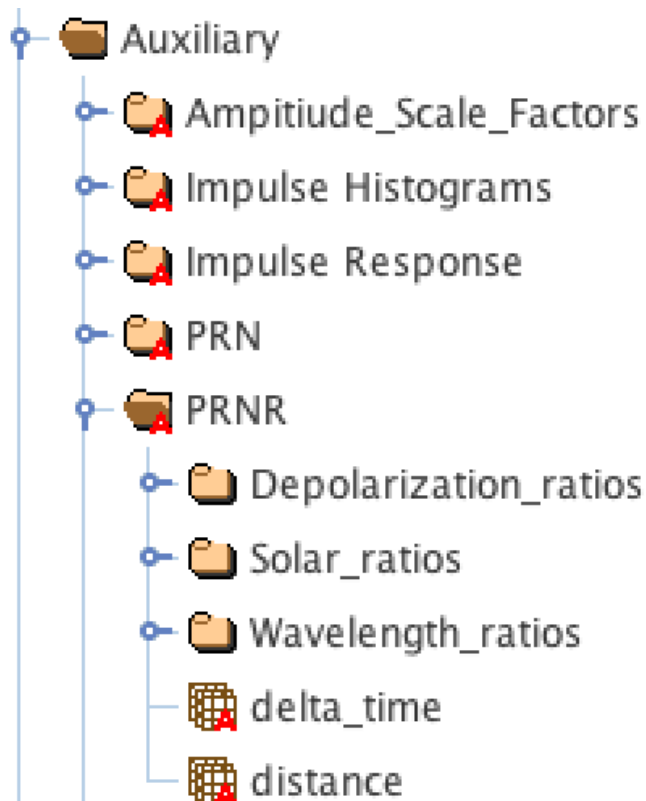 Auxiliary
Ampitiude_Scale_Factors
Impulse Histograms
Impulse Response
PRN
PRNR
Depolarization_ratios
Solar_ratios
Wavelength_ratios
delta_time
distance